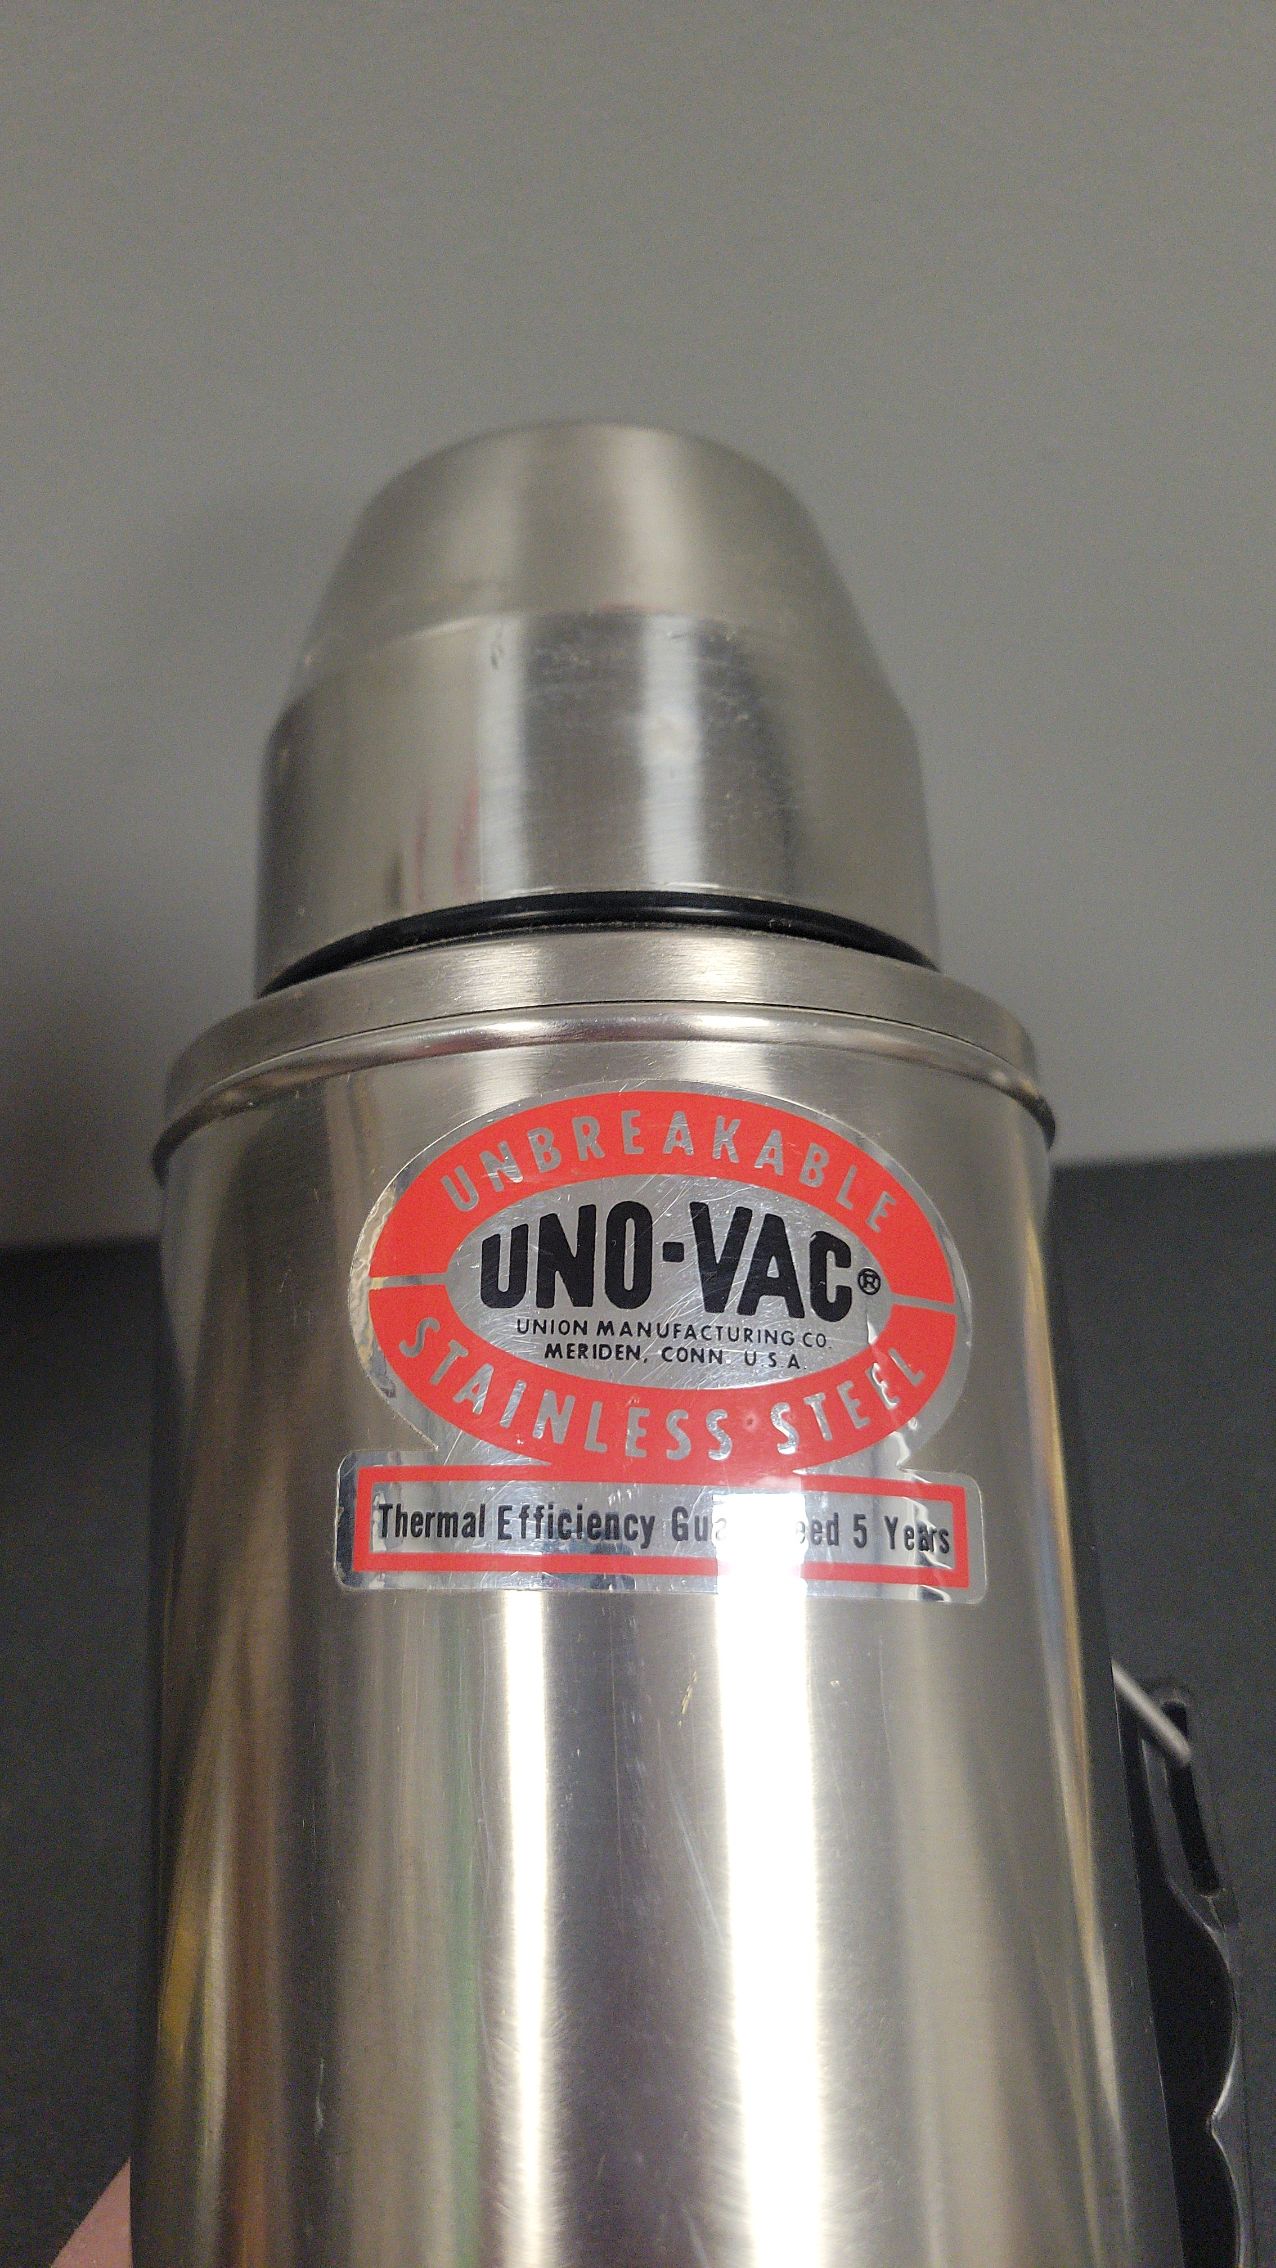 UNBREAKABLE
UNO-VAC®
UNION MANUFACTURING CO.
MERIDEN, CONN. U.S.A.
STAINLESS STEEL
Thermal Efficiency 5 Years